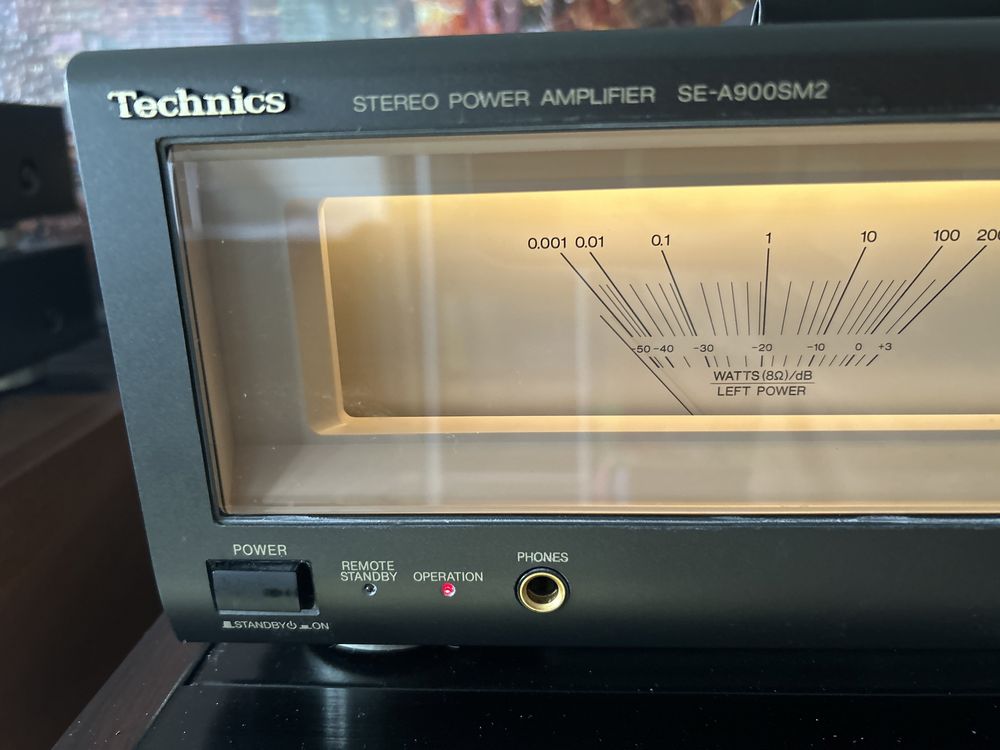 Technics STEREO POWER AMPLIFIER SE-A900SM2
0.001 0.01 0.1 1 10 100 200
-50 -40 -30 -20 -10 0 +3
WATTS (8Ω)/dB
LEFT POWER
POWER
REMOTE
STANDBY
OPERATION
PHONES
STANDBY ⏻ ON